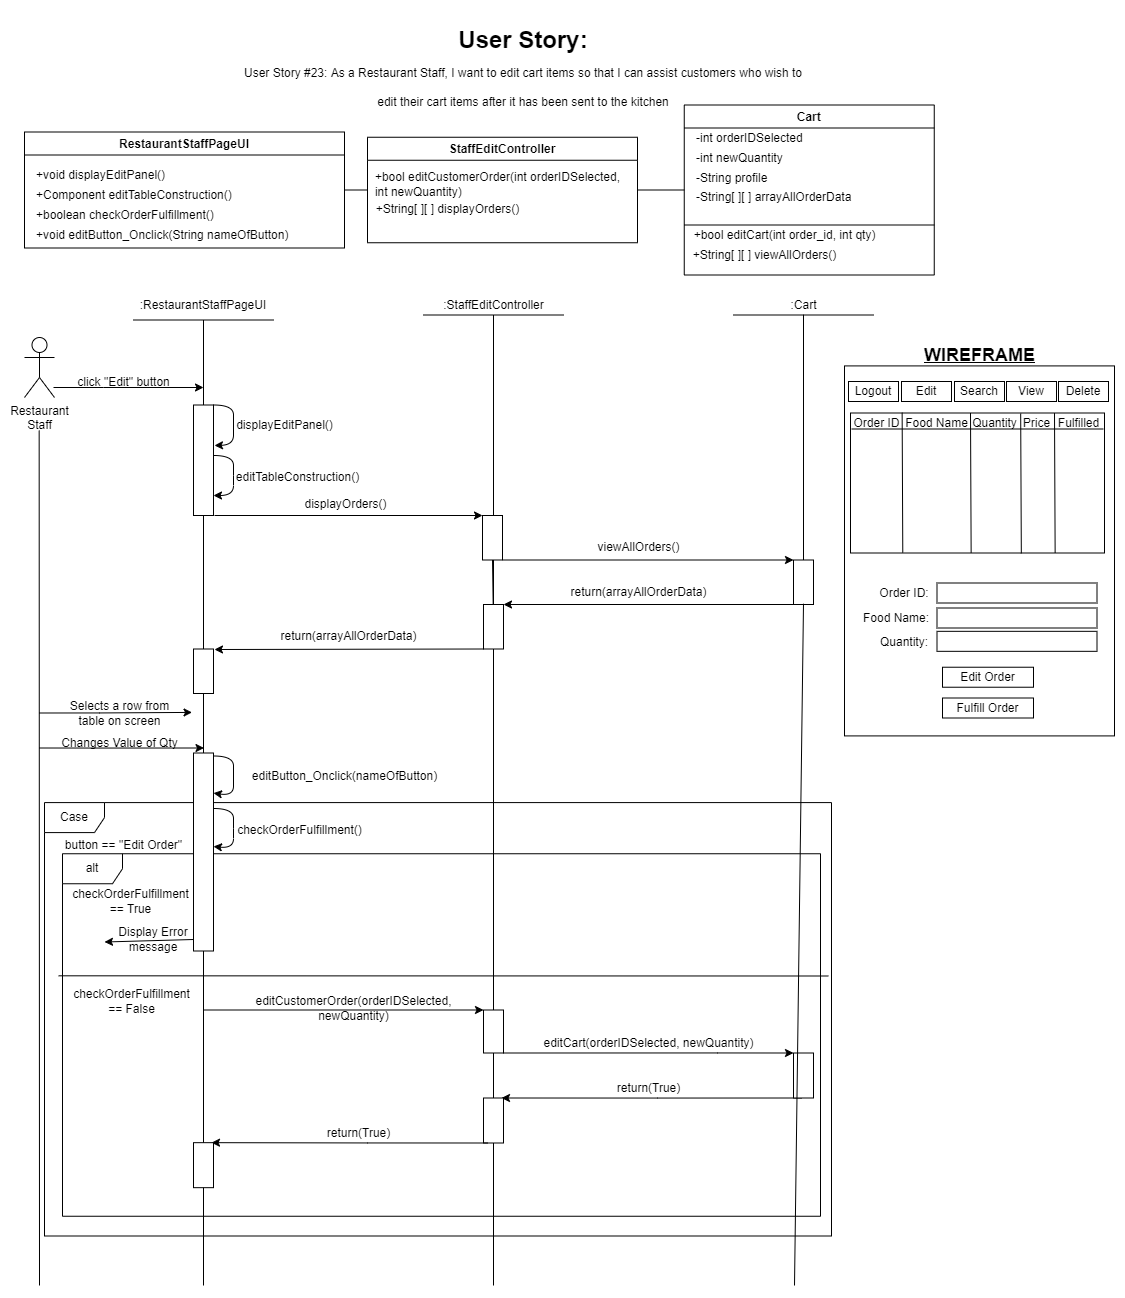 User Story:
User Story #23: As a Restaurant Staff, I want to edit cart items so that I can assist customers who wish to
edit their cart items after it has been sent to the kitchen
RestaurantStaffPageUI
+void displayEditPanel()
+Component editTableConstruction()
+boolean checkOrderFulfillment()
+void editButton_Onclick(String nameOfButton)
StaffEditController
+bool editCustomerOrder(int orderIDSelected,
int newQuantity)
+String[ ][ ] displayOrders()
Cart
-int orderIDSelected
-int newQuantity
-String profile
-String[ ][ ] arrayAllOrderData
+bool editCart(int order_id, int qty)
+String[ ][ ] viewAllOrders()
:RestaurantStaffPageUI
:StaffEditController
:Cart
Restaurant
Staff
click "Edit" button
displayEditPanel()
editTableConstruction()
displayOrders()
viewAllOrders()
return(arrayAllOrderData)
return(arrayAllOrderData)
Selects a row from
table on screen
Changes Value of Qty
editButton_Onclick(nameOfButton)
Case
checkOrderFulfillment()
button == "Edit Order"
alt
checkOrderFulfillment
== True
Display Error
message
checkOrderFulfillment
== False
editCustomerOrder(orderIDSelected,
newQuantity)
editCart(orderIDSelected, newQuantity)
return(True)
return(True)
WIREFRAME
Logout Edit Search View Delete
Order ID Food Name Quantity Price Fulfilled
Order ID:
Food Name:
Quantity:
Edit Order
Fulfill Order